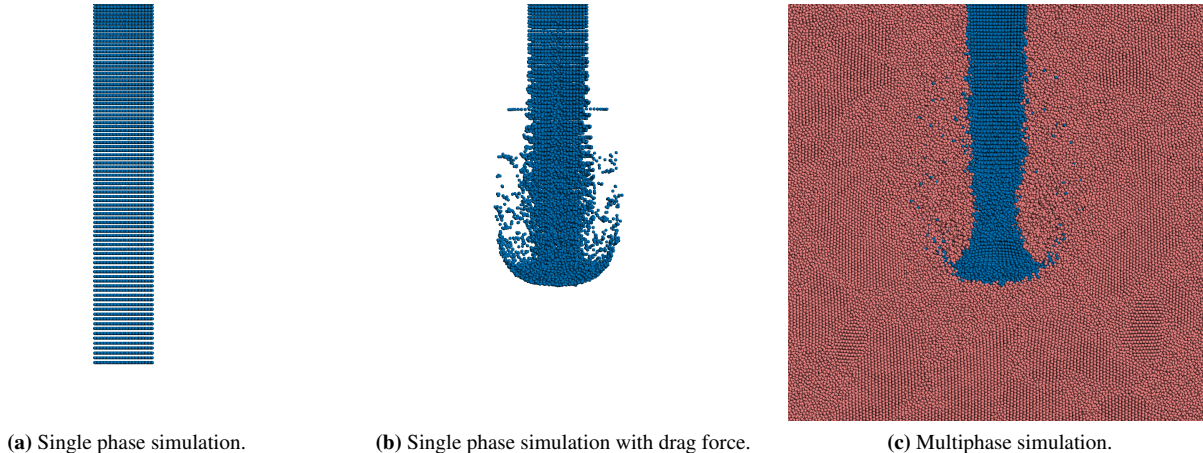 (a) Single phase simulation.
(b) Single phase simulation with drag force.
(c) Multiphase simulation.